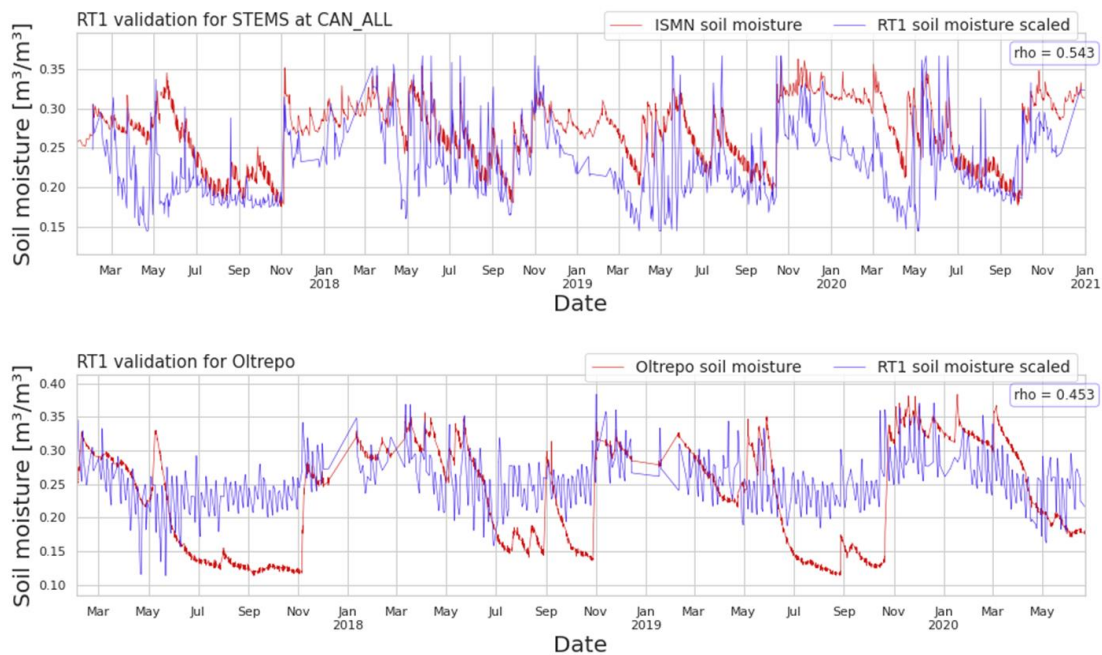 RT1 validation for STEMS at CAN_ALL
ISMN soil moisture RT1 soil moisture scaled
rho = 0.543
Soil moisture [m³/m³]
0.35
0.30
0.25
0.20
0.15
Mar May Jul Sep Nov Jan Mar May Jul Sep Nov Jan Mar May Jul Sep Nov Jan Mar May Jul Sep Nov Jan
2018 2019 2020 2021
Date
RT1 validation for Oltrepo
Oltrepo soil moisture RT1 soil moisture scaled
rho = 0.453
Soil moisture [m³/m³]
0.40
0.35
0.30
0.25
0.20
0.15
0.10
Mar May Jul Sep Nov Jan Mar May Jul Sep Nov Jan Mar May Jul Sep Nov Jan Mar May
2018 2019 2020
Date